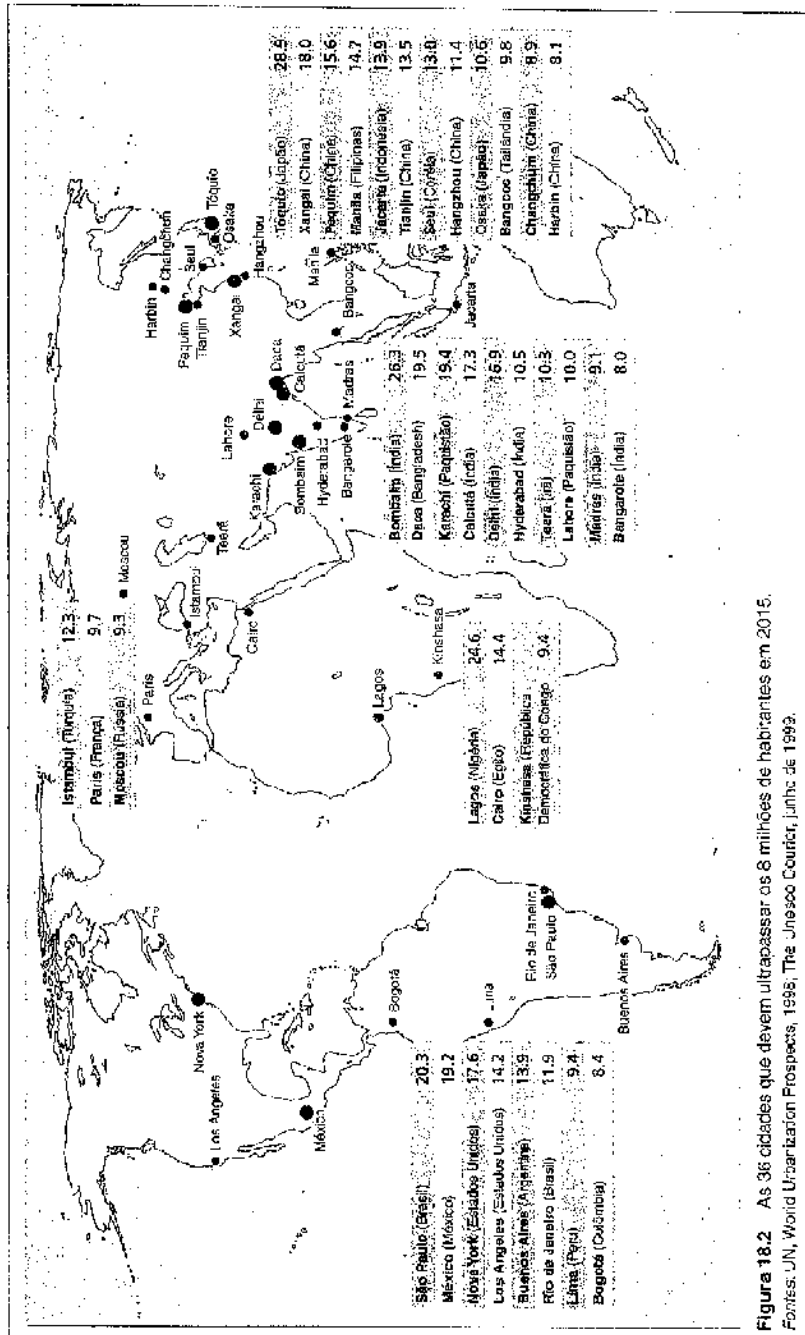 Istambul (Turquia) 12.3
Paris (França) 9.7
Moscou (Rússia) 9.3
Los Angeles
Nova York
México
Bogotá
Lima
Rio de Janeiro
São Paulo
Buenos Aires
Paris
Moscou
Istambul
Cairo
Teerã
Lagos
Kinshasa
Karachi
Lahore
Délhi
Bombaim
Hyderabad
Bangarole
Madras
Daca
Calcutá
Harbin
Changchun
Pequim
Tianjin
Seul
Tóquio
Osaka
Xangai
Hangzhou
Manila
Bangcoc
Jacarta
São Paulo (Brasil) 20.3
México (México) 19.2
Nova York (Estados Unidos) 17.6
Los Angeles (Estados Unidos) 14.2
Buenos Aires (Argentina) 13.9
Rio de Janeiro (Brasil) 11.9
Lima (Peru) 9.4
Bogotá (Colômbia) 8.4
Lagos (Nigéria) 24.6
Cairo (Egito) 14.4
Kinshasa (República
Democrática do Congo 9.4
Bombaim (Índia) 26.3
Daca (Bangladesh) 19.5
Karachi (Paquistão) 19.4
Calcutá (Índia) 17.3
Délhi (Índia) 16.9
Hyderabad (Índia) 10.5
Teerã (Irã) 10.3
Lahore (Paquistão) 10.0
Madras (Índia) 9.1
Bangarole (Índia) 8.0
Tóquio (Japão) 28.9
Xangai (China) 18.0
Pequim (China) 15.6
Manila (Filipinas) 14.7
Jacarta (Indonésia) 13.9
Tianjin (China) 13.5
Seul (Coréia) 13.0
Hangzhou (China) 11.4
Osaka (Japão) 10.6
Bangcoc (Tailândia) 9.8
Changchum (China) 8.9
Harbin (China) 8.1
Figura 18.2 As 36 cidades que devem ultrapassar os 8 milhões de habitantes em 2015.
Fontes: UN, World Urbanization Prospects, 1998; The Unesco Courier, junho de 1999.